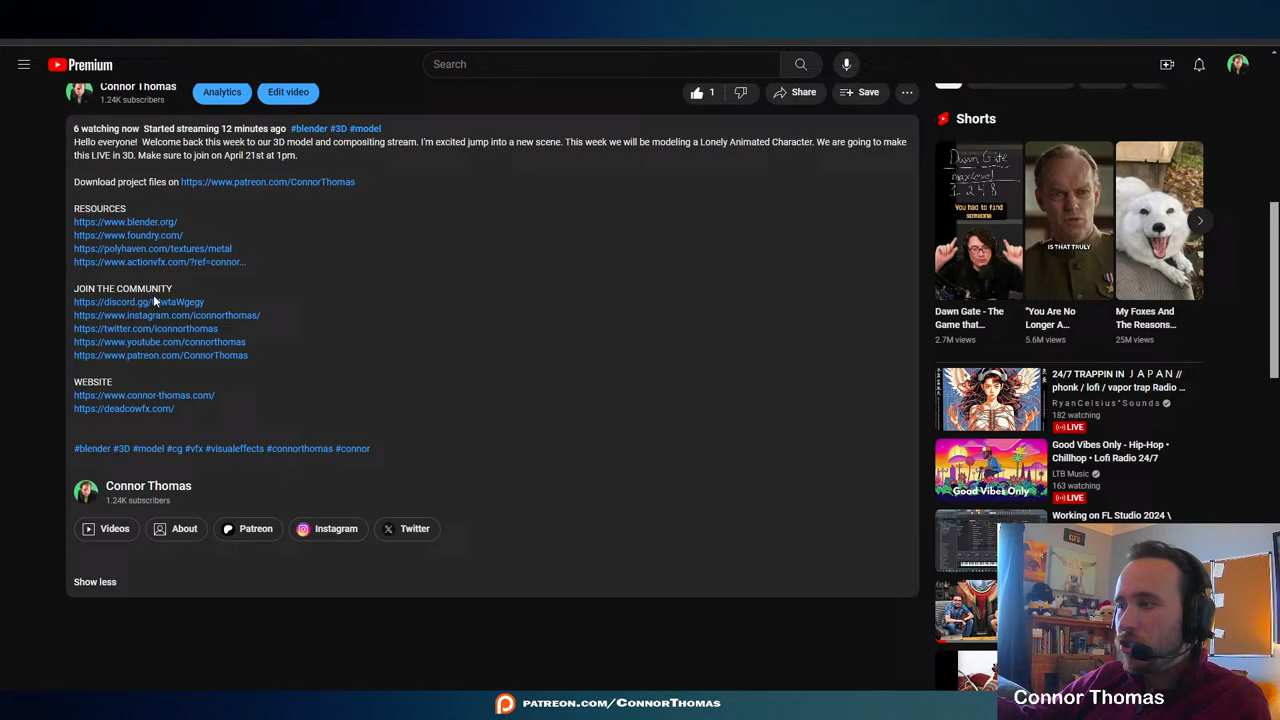 Premium
Search
Connor Thomas
1.24K subscribers
Analytics
Edit video
1
Share
Save
6 watching now Started streaming 12 minutes ago #blender #3D #model
Hello everyone! Welcome back this week to our 3D model and compositing stream. I'm excited jump into a new scene. This week we will be modeling a Lonely Animated Character. We are going to make
this LIVE in 3D. Make sure to join on April 21st at 1pm.
Download project files on https://www.patreon.com/ConnorThomas
RESOURCES
https://www.blender.org/
https://www.foundry.com/
https://polyhaven.com/textures/metal
https://www.actionvfx.com/?ref=connor...
JOIN THE COMMUNITY
https://www.instagram.com/iconnorthomas/
https://twitter.com/iconnorthomas
https://www.youtube.com/connorthomas
https://www.patreon.com/ConnorThomas
WEBSITE
https://www.connor-thomas.com/
https://deadcowfx.com/
#blender #3D #model #cg #vfx #visualeffects #connorthomas #connor
Connor Thomas
1.24K subscribers
Videos
About
Patreon
Instagram
Twitter
Show less
Shorts
Dawn Gate
max level
1 2 4 8
You had to find
someone
IS THAT TRULY
Dawn Gate - The
Game that...
2.7M views
"You Are No
Longer A...
5.6M views
My Foxes And
The Reasons...
25M views
24/7 TRAPPIN IN J A P A N //
phonk / lofi / vapor trap Radio ...
RyanCelsius°Sounds
182 watching
LIVE
Good Vibes Only
Good Vibes Only - Hip-Hop •
Chillhop • Lofi Radio 24/7
LTB Music
163 watching
LIVE
Working on FL Studio 2024 \
Connor Thomas
PATREON.COM/CONNORTHOMAS